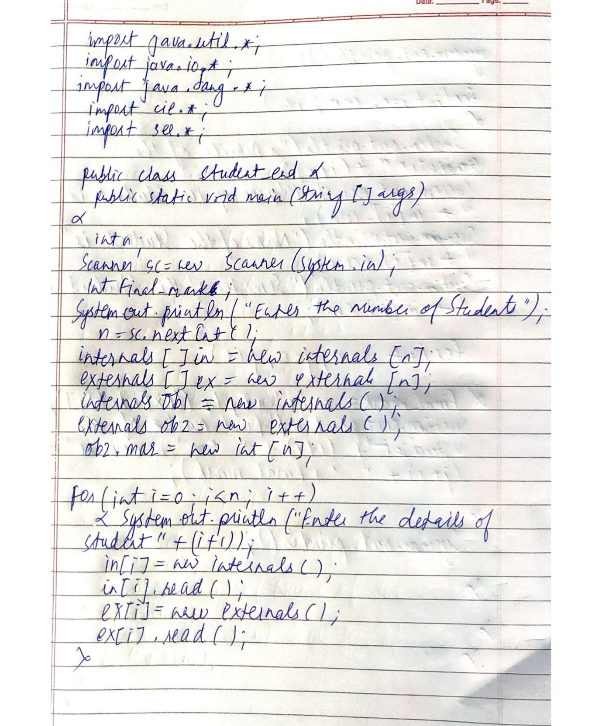 Date: Page:
import java.util.*;
import java.io.*;
import java.lang.*;
import cie.*;
import see.*;
public class Student_end {
public static void main (String [] args)
{
int n;
Scanner sc = new Scanner (System.in);
int final_marks;
System.out.println ("Enter the number of Students");
n = sc.nextInt();
internals [] in = new internals [n];
externals [] ex = new externals [n];
internals Ob1 = new internals ();
externals ob2 = new externals ();
ob2.mar = new int [n];
for (int i=0; i<n; i++)
{ System.out.println ("Enter the details of
student " + (i+1));
in[i] = new internals ();
in[i].read ();
ex[i] = new externals ();
ex[i].read ();
}